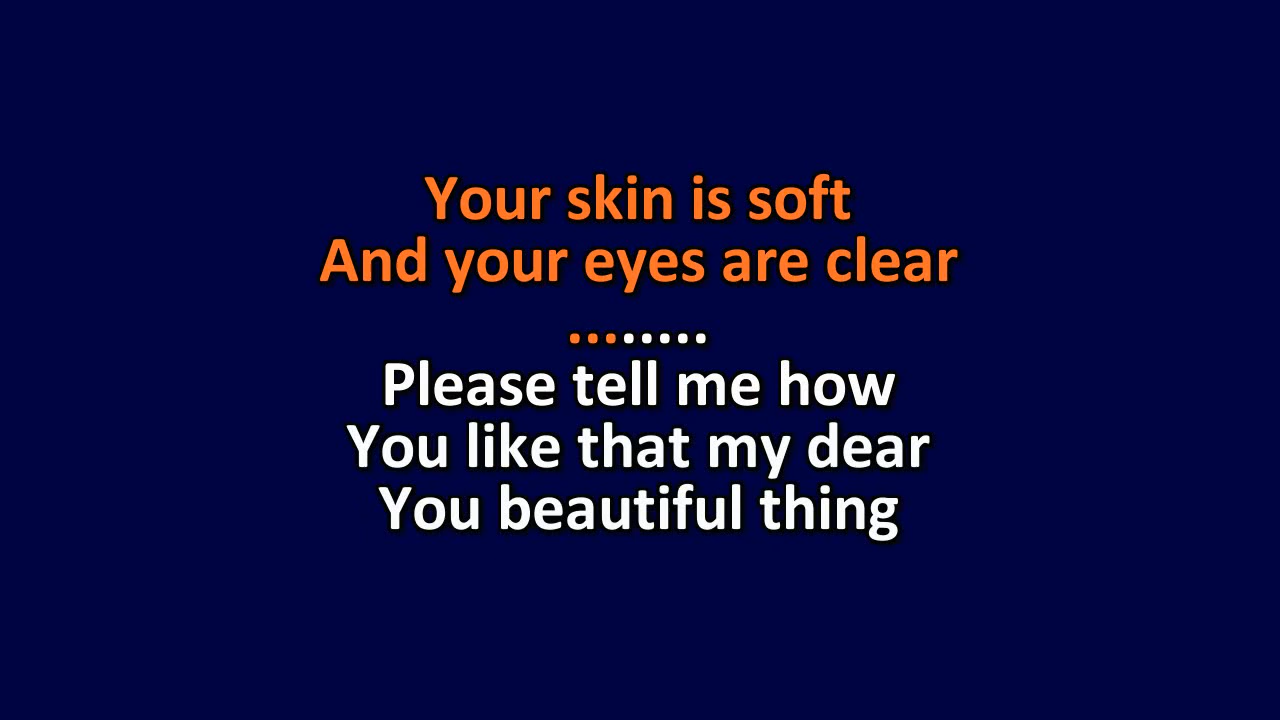 Your skin is soft
And your eyes are clear
........
Please tell me how
You like that my dear
You beautiful thing